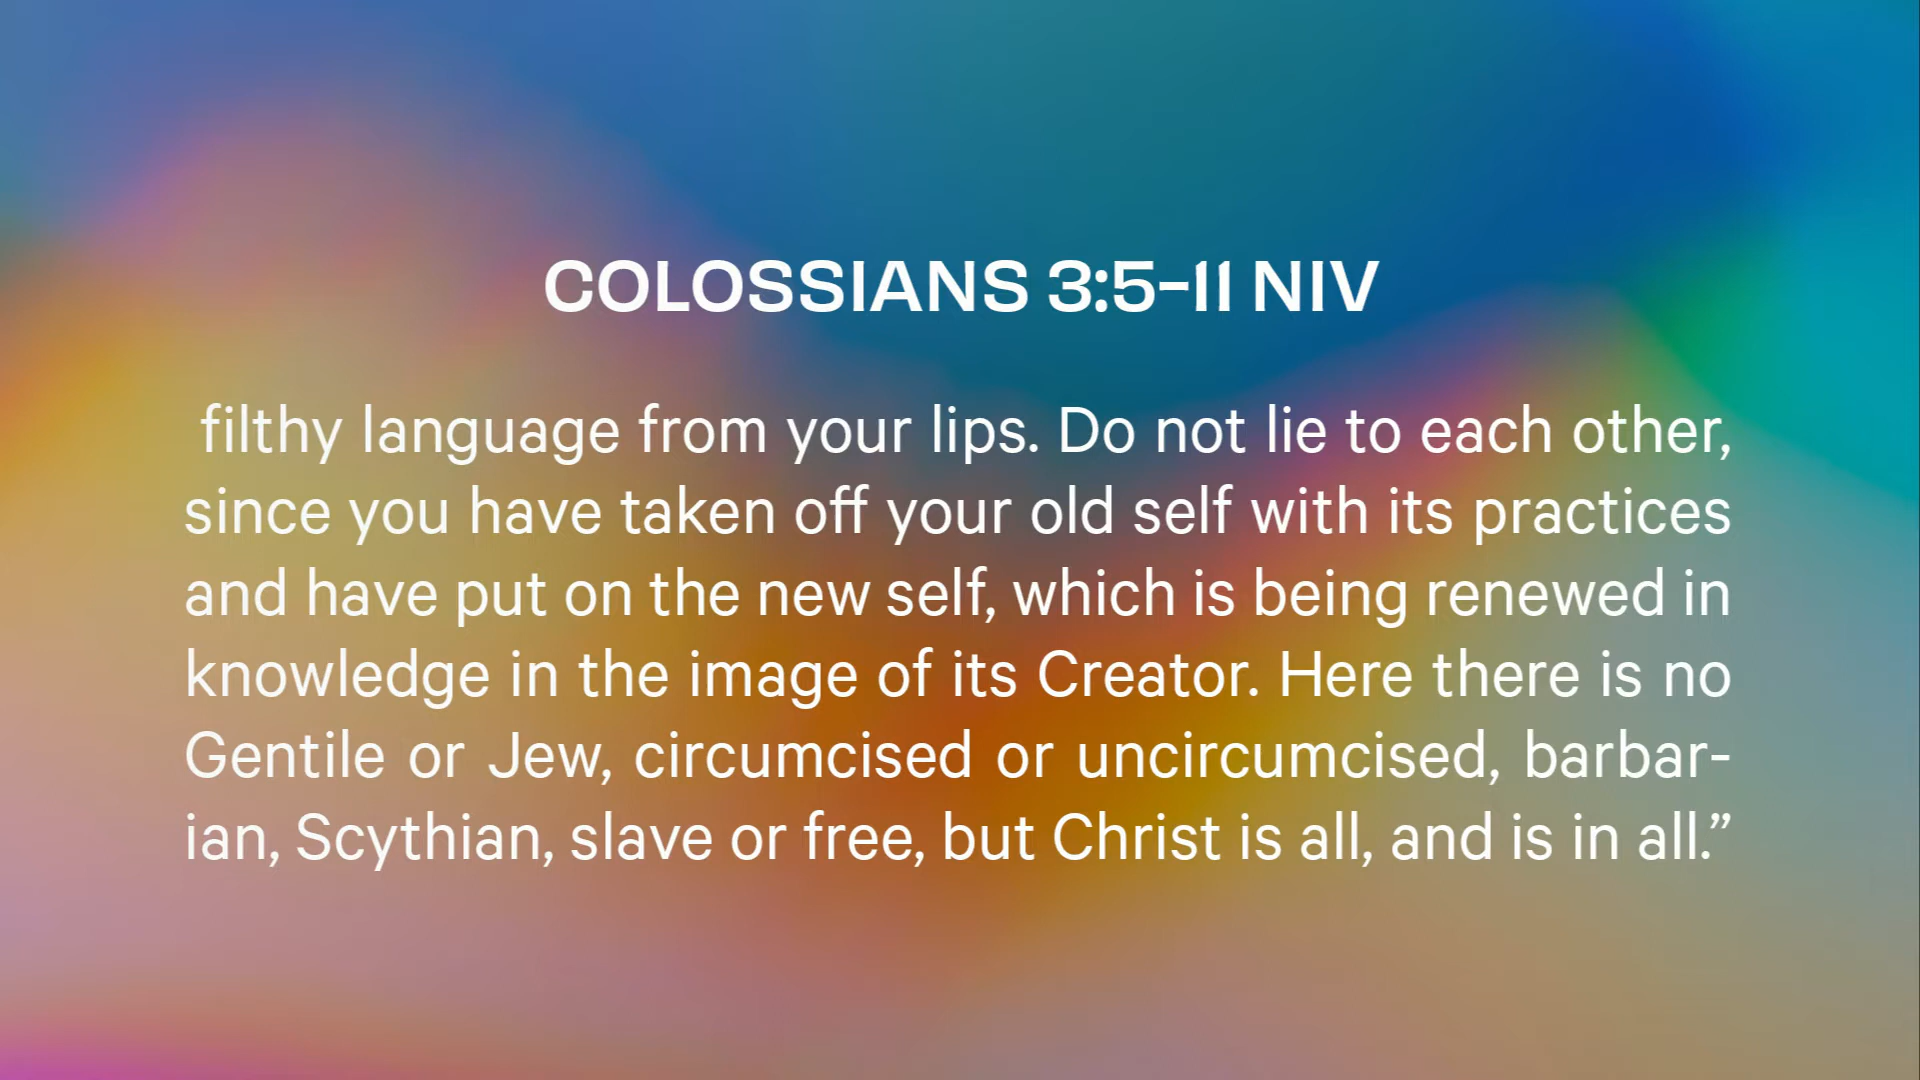 COLOSSIANS 3:5-11 NIV
filthy language from your lips. Do not lie to each other,
since you have taken off your old self with its practices
and have put on the new self, which is being renewed in
knowledge in the image of its Creator. Here there is no
Gentile or Jew, circumcised or uncircumcised, barbar-
ian, Scythian, slave or free, but Christ is all, and is in all.”